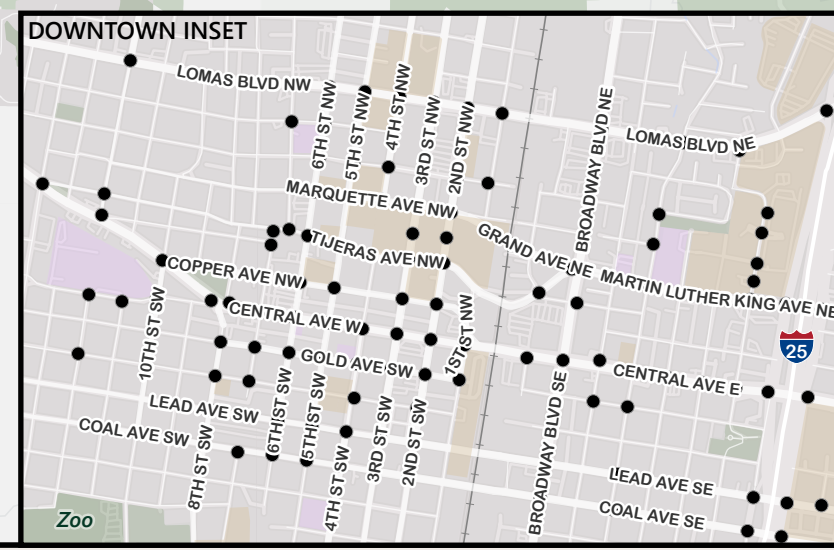 DOWNTOWN INSET
LOMAS BLVD NW
6TH ST NW
5TH ST NW
4TH ST NW
3RD ST NW
2ND ST NW
BROADWAY BLVD NE
LOMAS BLVD NE
MARQUETTE AVE NW
GRAND AVE NE
MARTIN LUTHER KING AVE NE
TIJERAS AVE NW
COPPER AVE NW
CENTRAL AVE W
1ST ST NW
25
10TH ST SW
GOLD AVE SW
CENTRAL AVE E
LEAD AVE SW
COAL AVE SW
8TH ST SW
6TH ST SW
5TH ST SW
4TH ST SW
3RD ST SW
2ND ST SW
BROADWAY BLVD SE
LEAD AVE SE
COAL AVE SE
Zoo